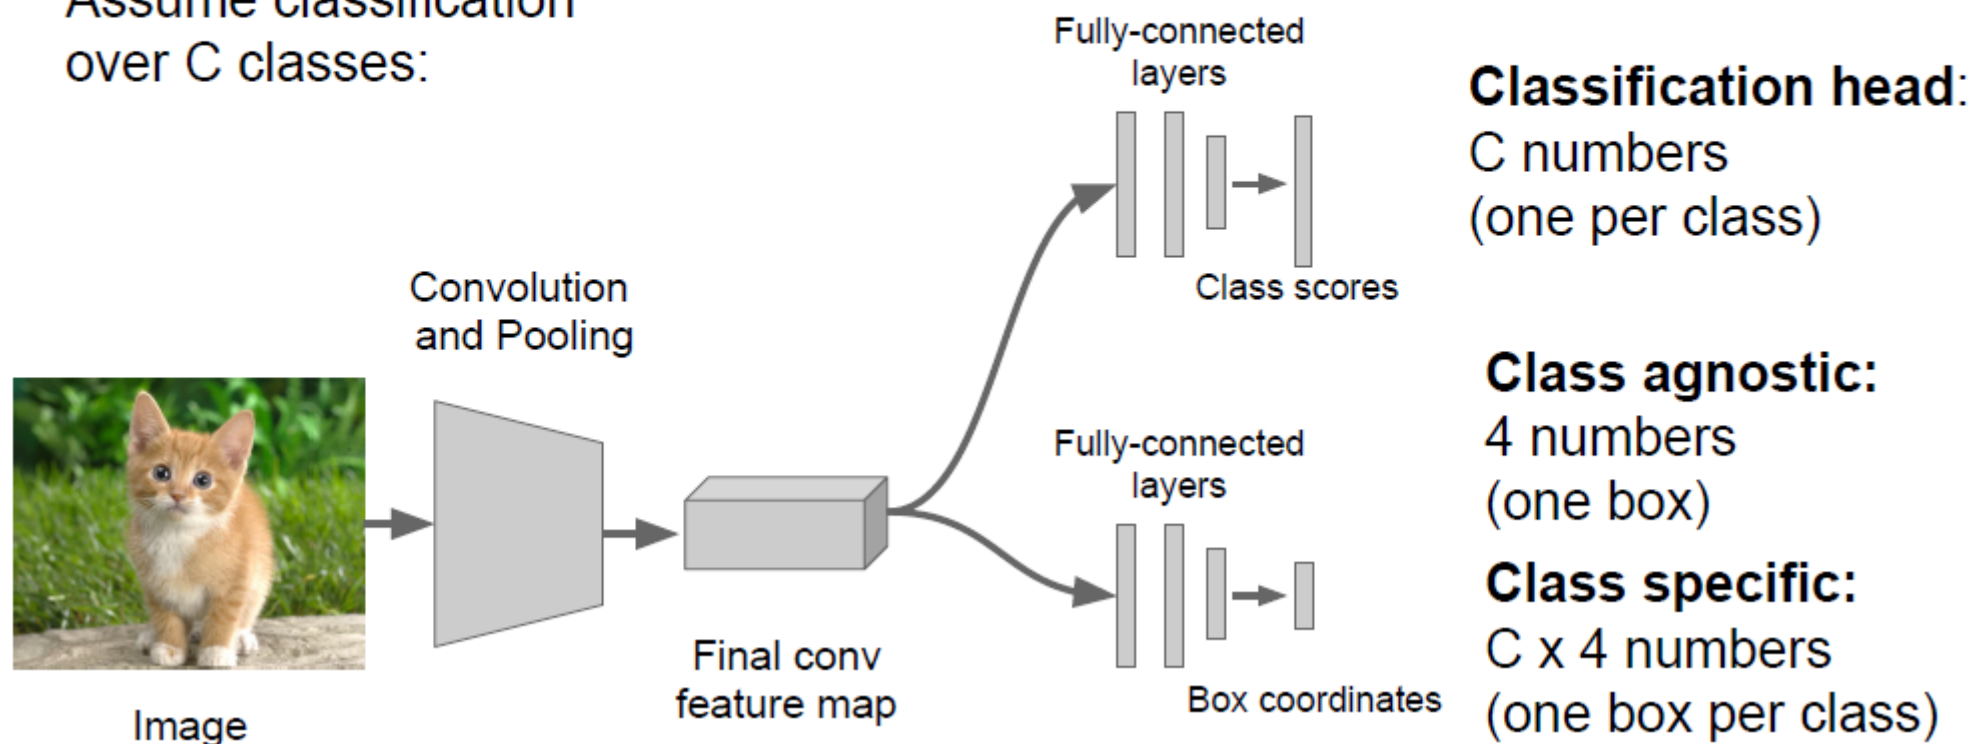 Assume classification
over C classes:
Fully-connected
layers
Classification head:
C numbers
(one per class)
Class scores
Convolution
and Pooling
Class agnostic:
4 numbers
(one box)
Fully-connected
layers
Class specific:
C x 4 numbers
(one box per class)
Final conv
feature map
Box coordinates
Image